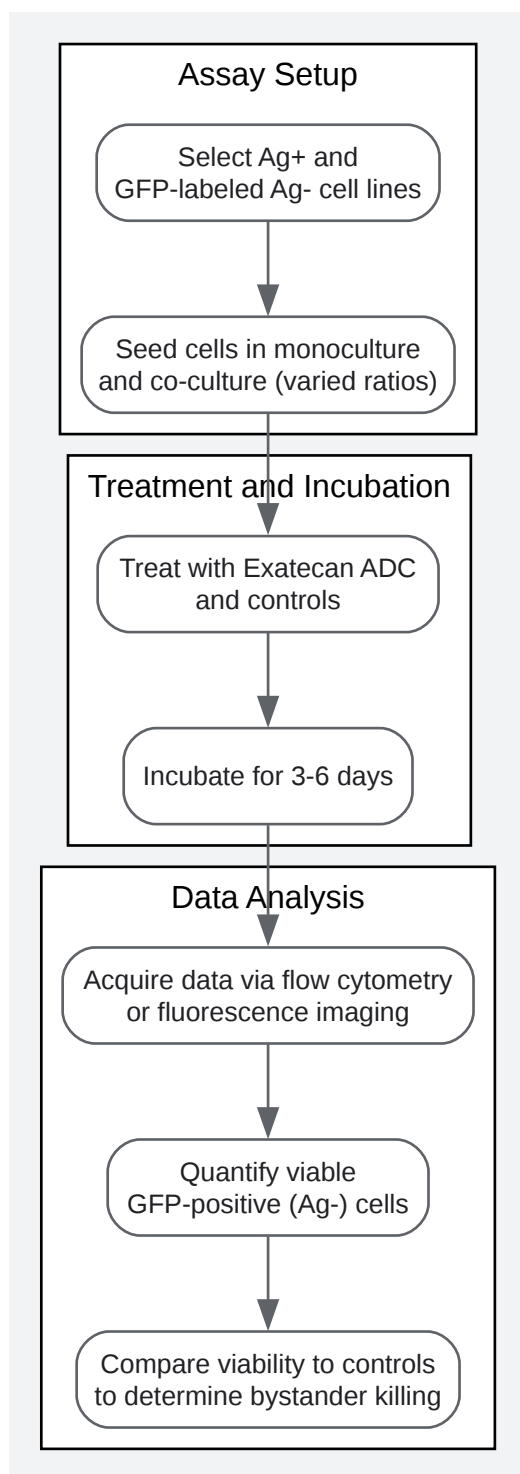 Assay Setup
Select Ag+ and
GFP-labeled Ag- cell lines
Seed cells in monoculture
and co-culture (varied ratios)
Treatment and Incubation
Treat with Exatecan ADC
and controls
Incubate for 3-6 days
Data Analysis
Acquire data via flow cytometry
or fluorescence imaging
Quantify viable
GFP-positive (Ag-) cells
Compare viability to controls
to determine bystander killing